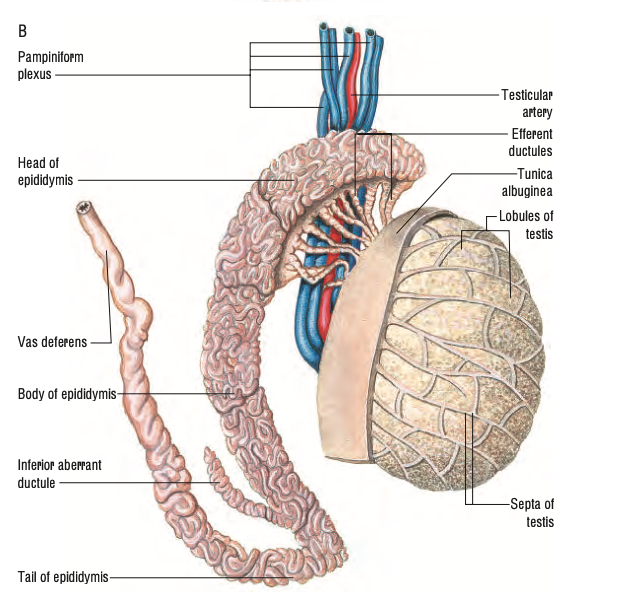 B
Pampiniform
plexus
Testicular
artery
Efferent
ductules
Head of
epididymis
Tunica
albuginea
Lobules of
testis
Vas deferens
Body of epididymis
Inferior aberrant
ductule
Septa of
testis
Tail of epididymis